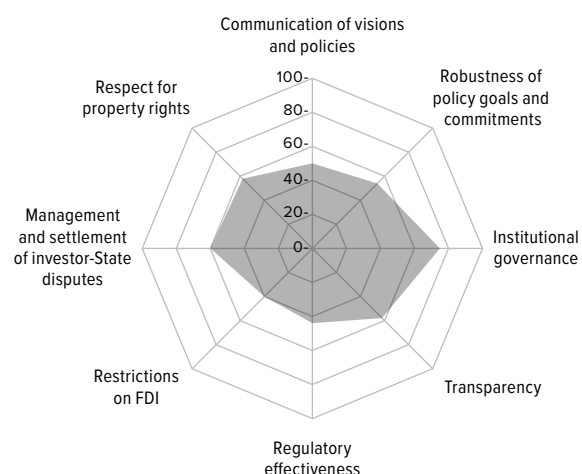 Communication of visions
and policies
Robustness of
policy goals and
commitments
Institutional
governance
Transparency
Regulatory
effectiveness
Restrictions
on FDI
Management
and settlement
of investor-State
disputes
Respect for
property rights
100-
80-
60-
40-
20-
0-